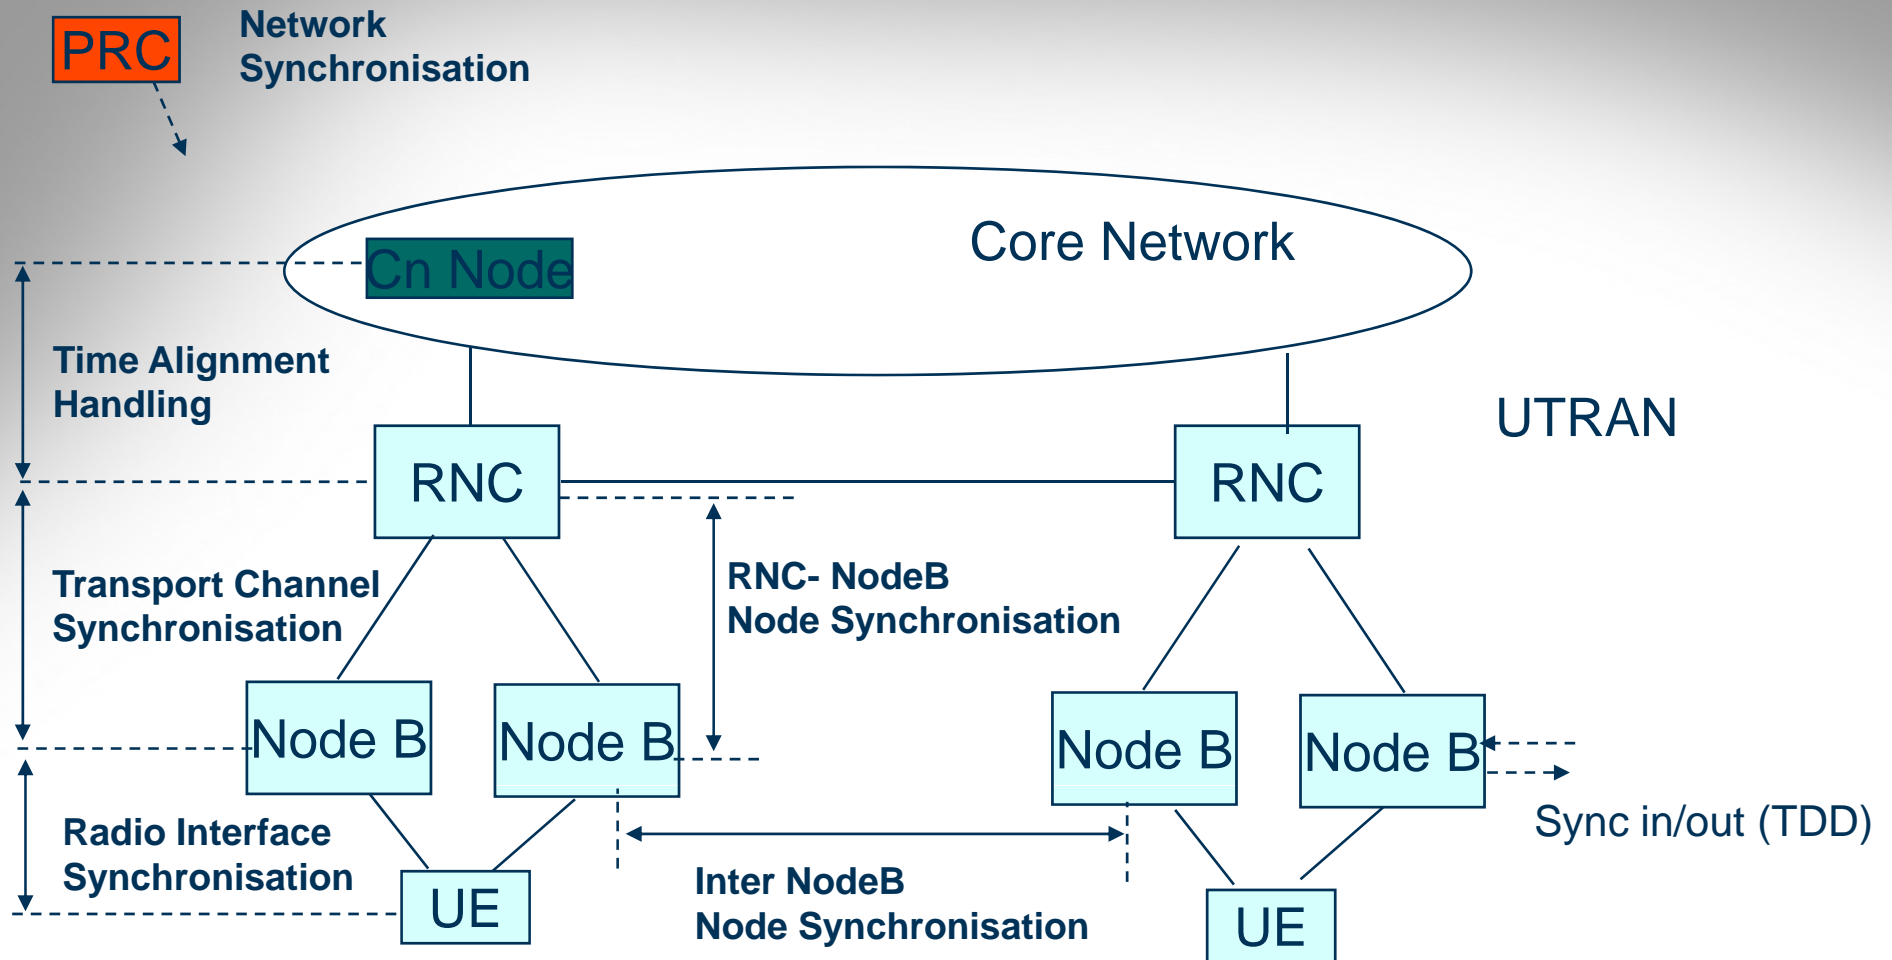 PRC
Network
Synchronisation
Core Network
Cn Node
Time Alignment
Handling
UTRAN
RNC
RNC
Transport Channel
Synchronisation
RNC- NodeB
Node Synchronisation
Node B
Node B
Node B
Node B
Sync in/out (TDD)
Radio Interface
Synchronisation
Inter NodeB
Node Synchronisation
UE
UE